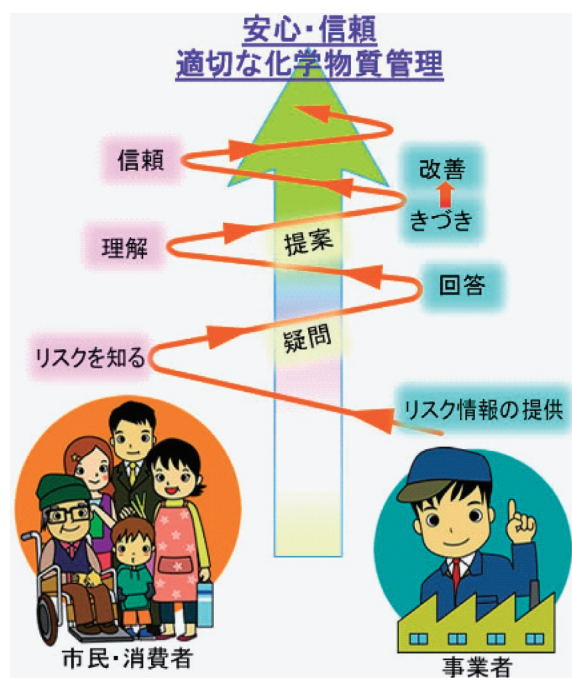 安心・信頼
適切な化学物質管理
信頼
改善
きづき
提案
理解
回答
疑問
リスクを知る
リスク情報の提供
市民・消費者
事業者